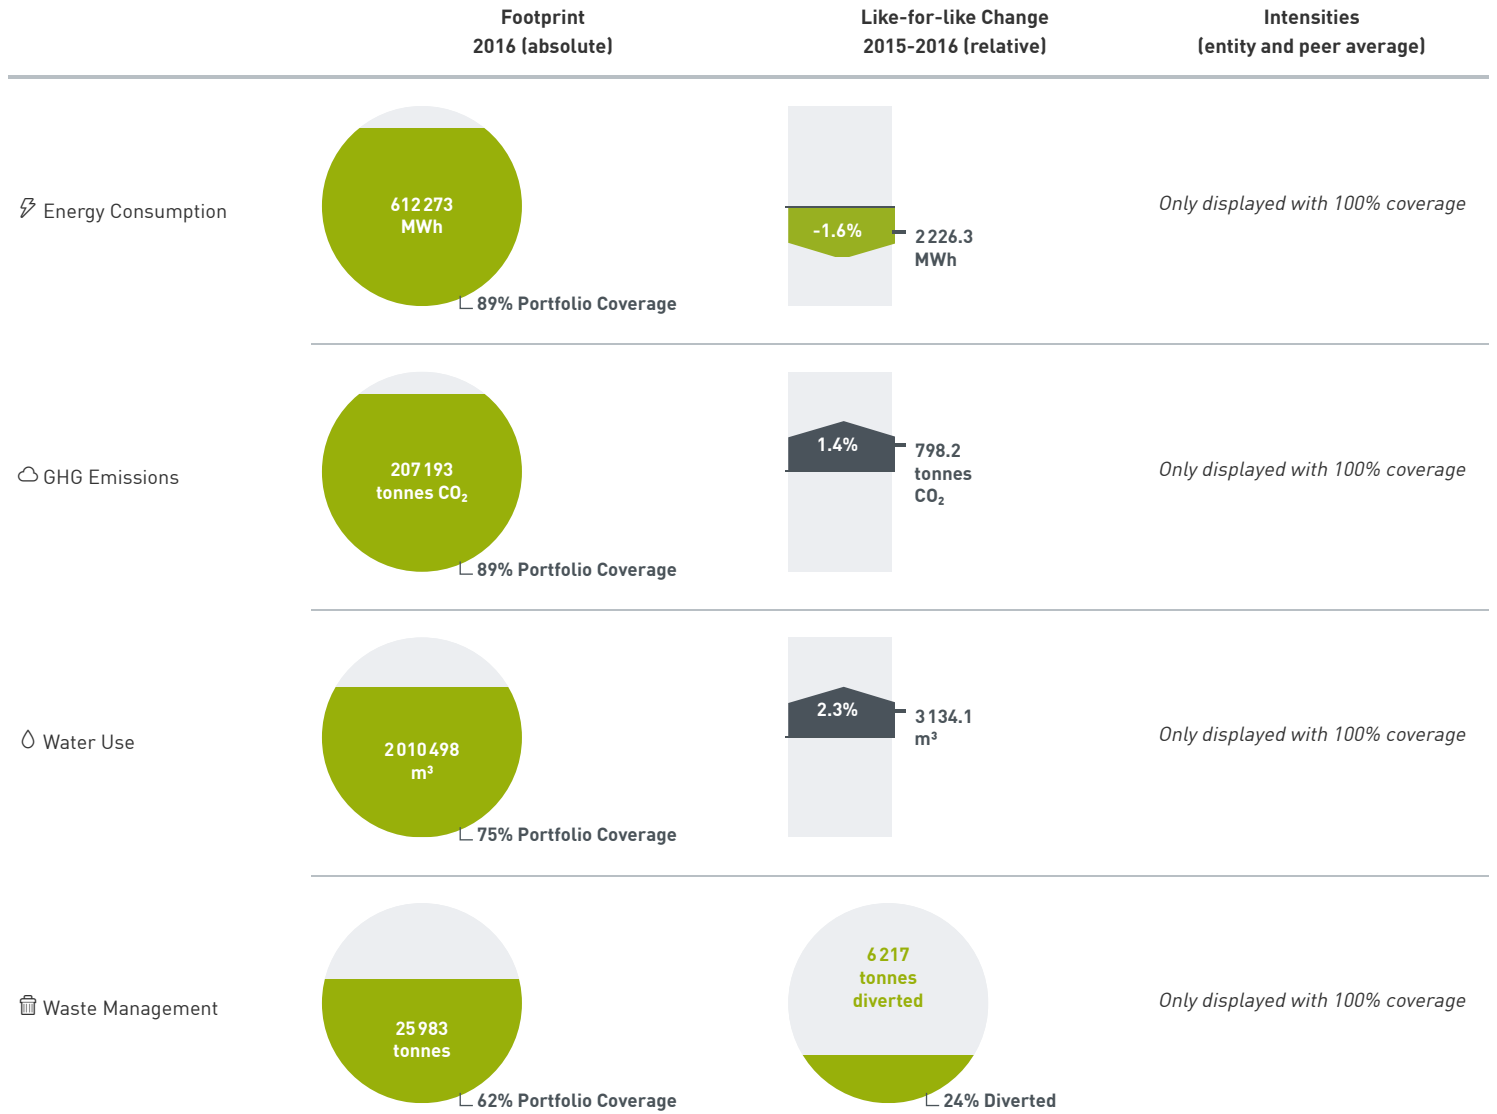 Footprint
2016 (absolute)
Like-for-like Change
2015-2016 (relative)
Intensities
(entity and peer average)
Energy Consumption
612 273
MWh
89% Portfolio Coverage
-1.6%
2 226.3
MWh
Only displayed with 100% coverage
GHG Emissions
207 193
tonnes CO₂
89% Portfolio Coverage
1.4%
798.2
tonnes
CO₂
Only displayed with 100% coverage
Water Use
2 010 498
m³
75% Portfolio Coverage
2.3%
3 134.1
m³
Only displayed with 100% coverage
Waste Management
25 983
tonnes
62% Portfolio Coverage
6 217
tonnes
diverted
24% Diverted
Only displayed with 100% coverage